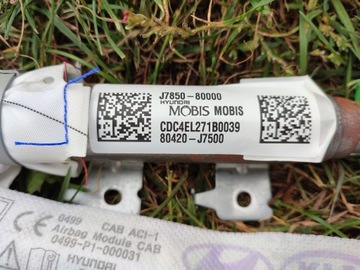 J7850-80000
HYUNDAI
MOBIS MOBIS
CDC4EL271B0039
80420-J7500
0499 CAB ACI-1
Airbag Module CAB
0499-P1-000031
HYUNDAI